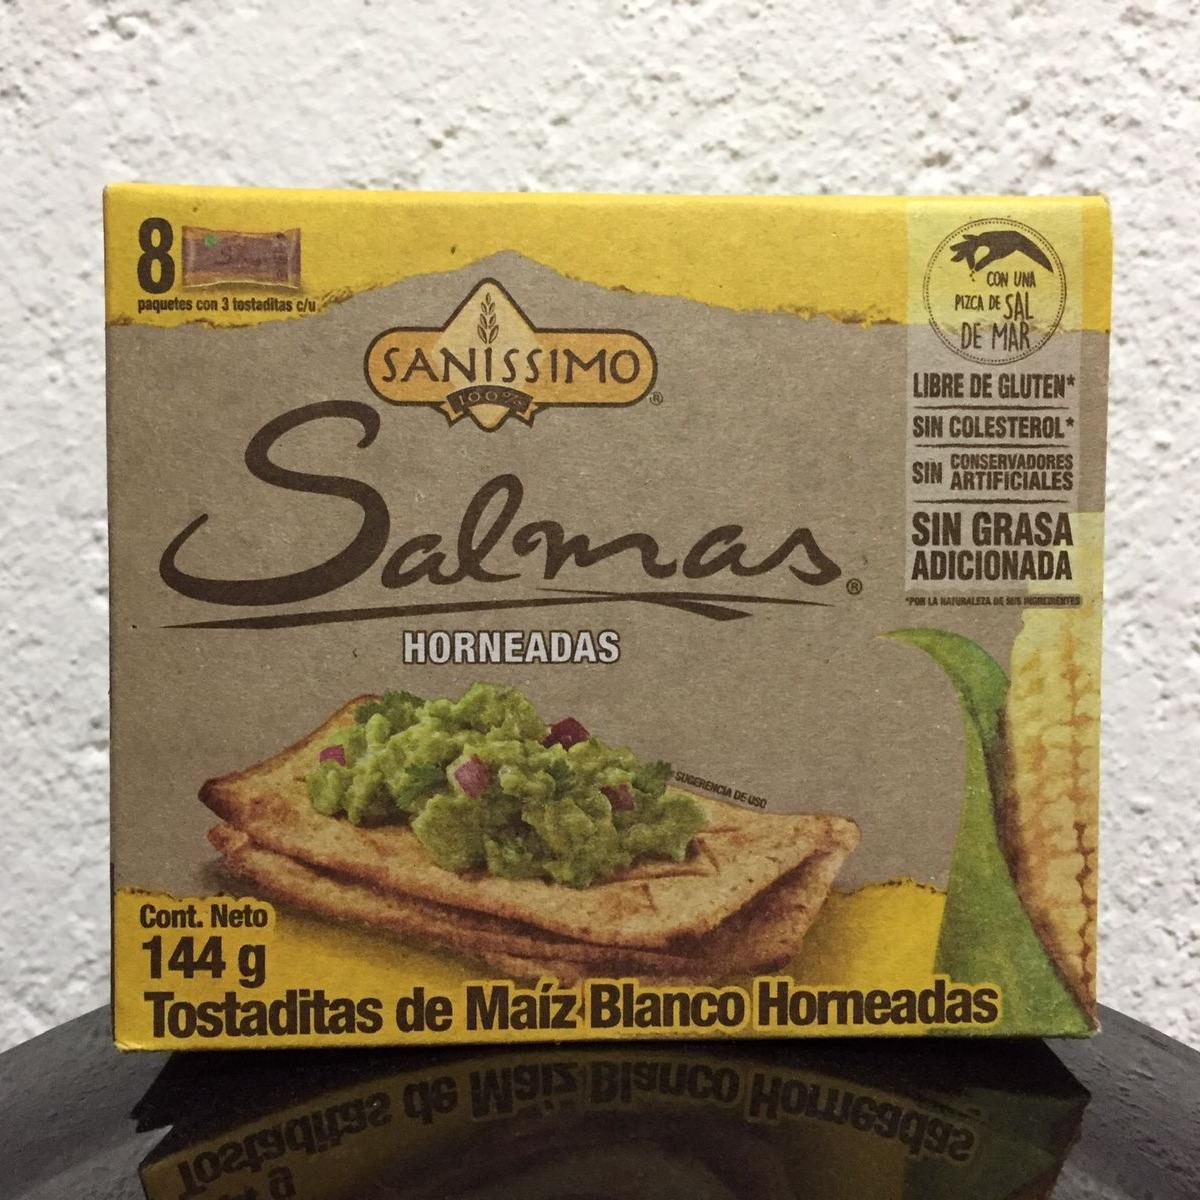 8
paquetes con 3 tostaditas c/u
SANÍSSIMO
100%
Salmas
HORNEADAS
CON UNA
PIZCA DE SAL
DE MAR
LIBRE DE GLUTEN*
SIN COLESTEROL*
SIN CONSERVADORES
ARTIFICIALES
SIN GRASA
ADICIONADA
*POR LA NATURALEZA DE SUS INGREDIENTES
SUGERENCIA DE USO
Cont. Neto
144 g
Tostaditas de Maíz Blanco Horneadas